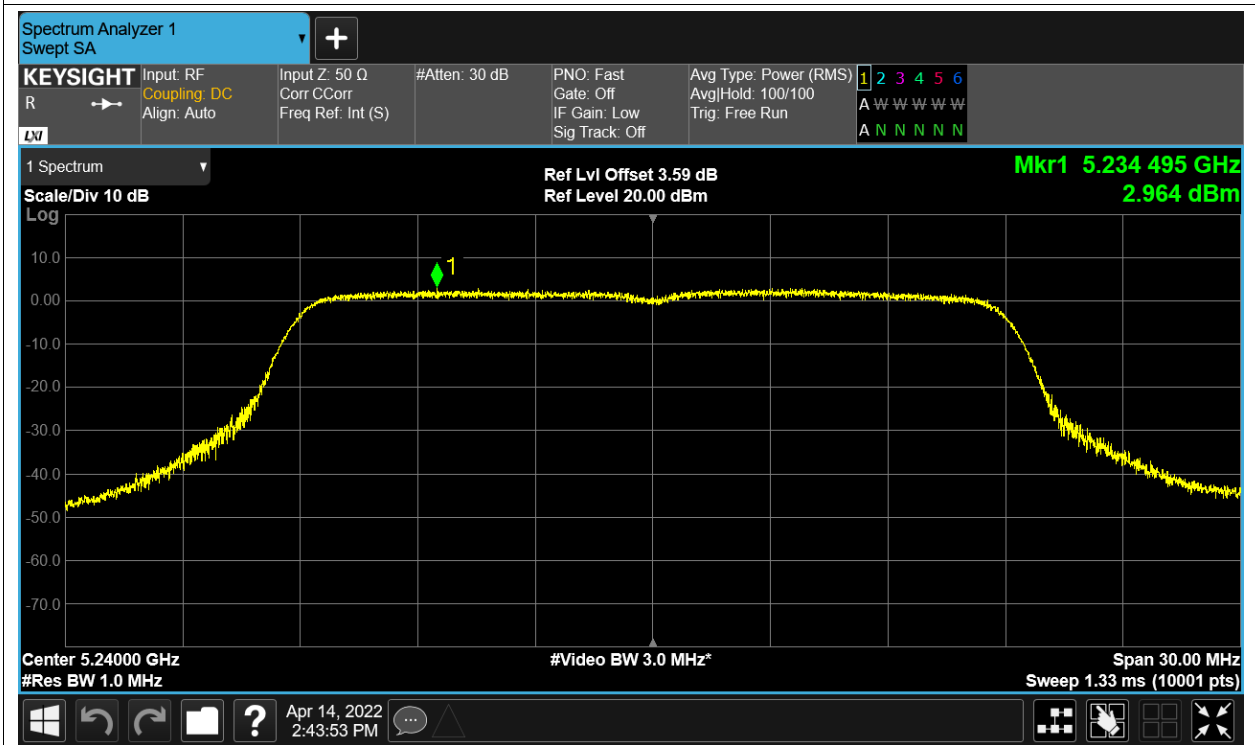 Spectrum Analyzer 1
Swept SA
KEYSIGHT
R
LXI
Input: RF
Coupling: DC
Align: Auto
Input Z: 50 Ω
Corr CCorr
Freq Ref: Int (S)
#Atten: 30 dB
PNO: Fast
Gate: Off
IF Gain: Low
Sig Track: Off
Avg Type: Power (RMS)
Avg|Hold: 100/100
Trig: Free Run
1 2 3 4 5 6
A W W W W W
A N N N N N
1 Spectrum
Scale/Div 10 dB
Ref Lvl Offset 3.59 dB
Ref Level 20.00 dBm
Mkr1 5.234 495 GHz
2.964 dBm
Log
10.0
0.00
-10.0
-20.0
-30.0
-40.0
-50.0
-60.0
-70.0
1
Center 5.24000 GHz
#Res BW 1.0 MHz
#Video BW 3.0 MHz*
Span 30.00 MHz
Sweep 1.33 ms (10001 pts)
?
Apr 14, 2022
2:43:53 PM